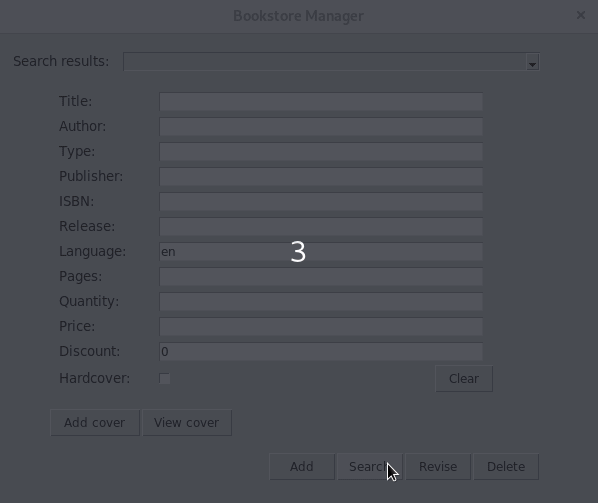 Bookstore Manager ×
Search results:
Title:
Author:
Type:
Publisher:
ISBN:
Release:
Language: en 3
Pages:
Quantity:
Price:
Discount: 0
Hardcover: Clear
Add cover View cover
Add Search Revise Delete